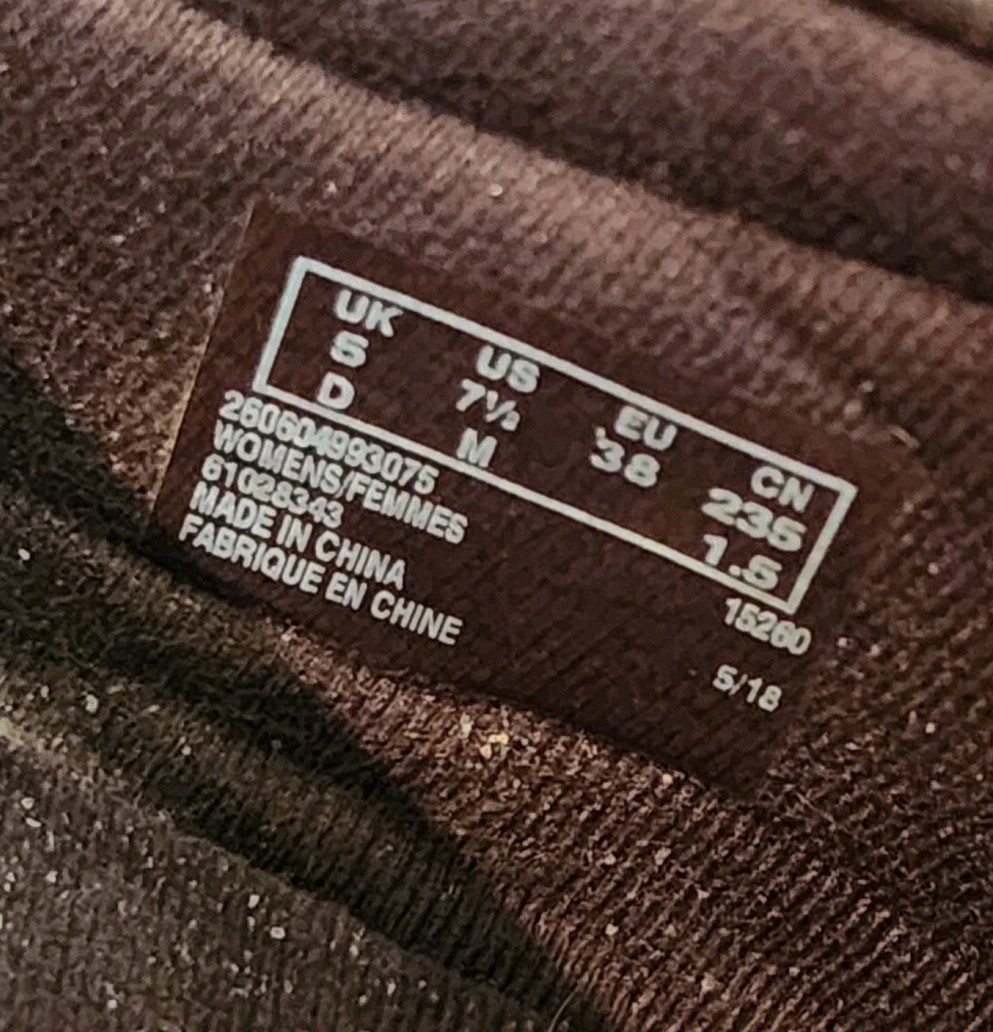 UK US EU CN
5 7½ 38 235
D M 1.5
260604993075 15260
WOMENS/FEMMES
61028343 5/18
MADE IN CHINA
FABRIQUE EN CHINE